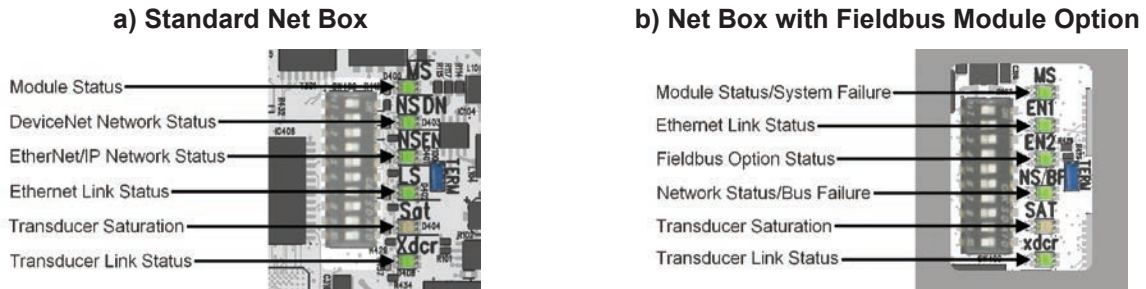 a) Standard Net Box
b) Net Box with Fieldbus Module Option
Module Status
DeviceNet Network Status
EtherNet/IP Network Status
Ethernet Link Status
Transducer Saturation
Transducer Link Status
MS
NS DN
NS EN
LS
Sat
Xdcr
TERM
D403
D404
IC408
Module Status/System Failure
Ethernet Link Status
Fieldbus Option Status
Network Status/Bus Failure
Transducer Saturation
Transducer Link Status
MS
EN1
EN2
NS/BF
SAT
xdcr
TERM